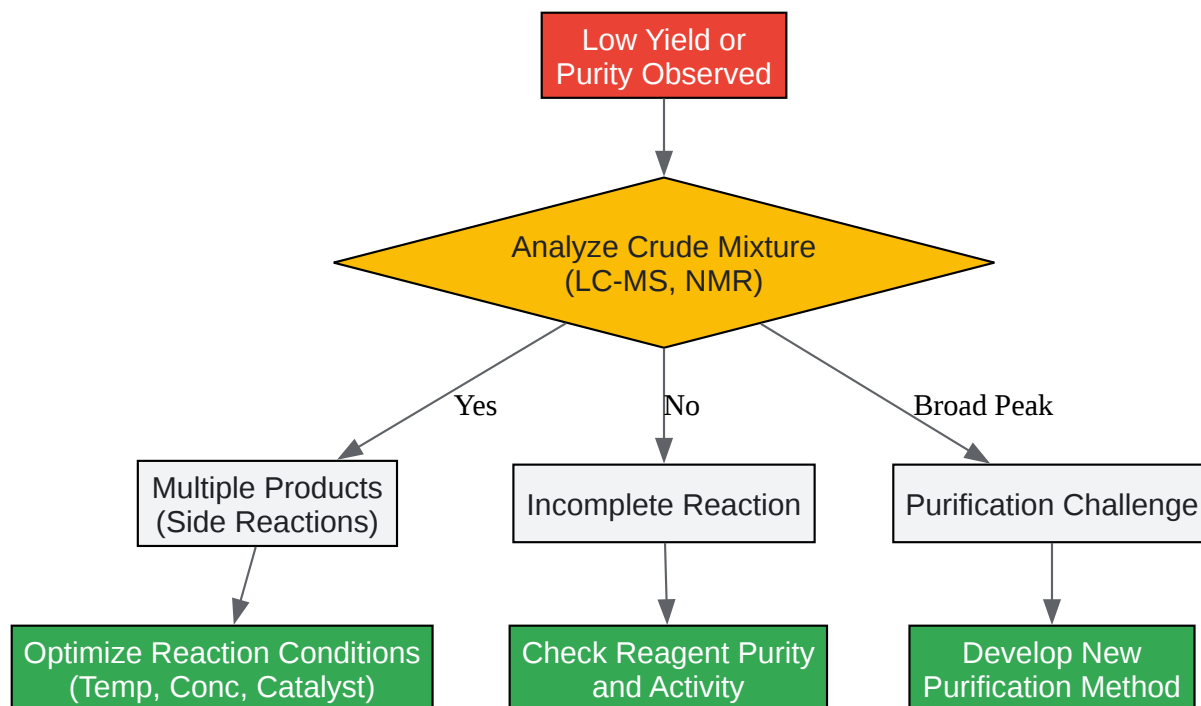 Low Yield or
Purity Observed
Analyze Crude Mixture
(LC-MS, NMR)
Yes
No
Broad Peak
Multiple Products
(Side Reactions)
Incomplete Reaction
Purification Challenge
Optimize Reaction Conditions
(Temp, Conc, Catalyst)
Check Reagent Purity
and Activity
Develop New
Purification Method